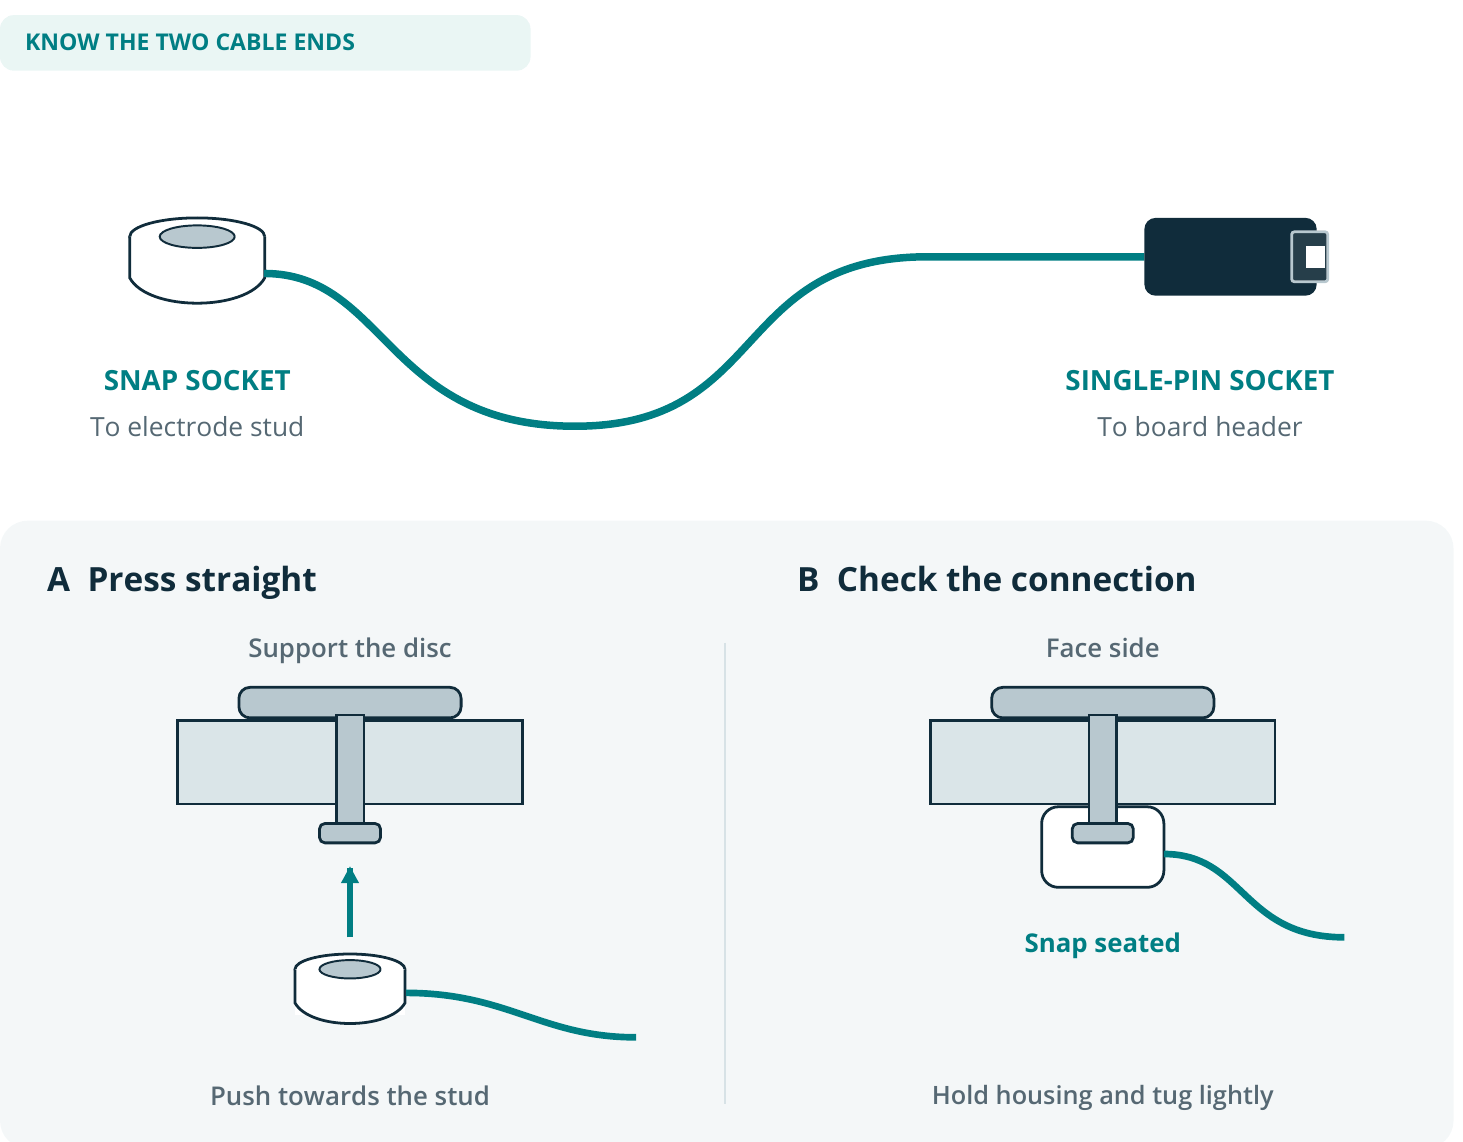 KNOW THE TWO CABLE ENDS
SNAP SOCKET
To electrode stud
SINGLE-PIN SOCKET
To board header
A Press straight
Support the disc
Push towards the stud
B Check the connection
Face side
Snap seated
Hold housing and tug lightly